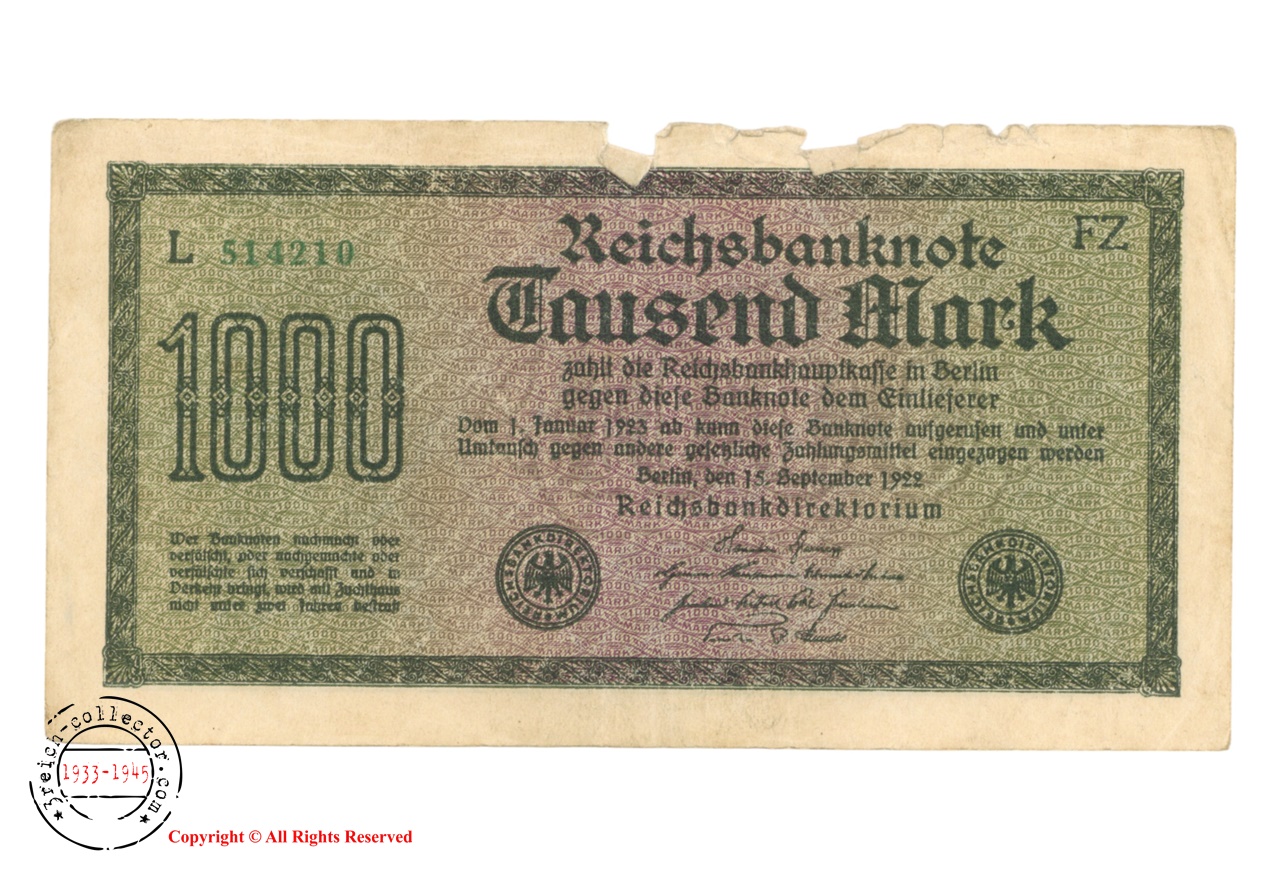 L 514210
FZ
Reichsbanknote
Tausend Mark
1000
zahlt die Reichsbankhauptkasse in Berlin
gegen diese Banknote dem Einlieferer
Vom 1. Januar 1923 ab kann diese Banknote aufgerufen und unter
Umtausch gegen andere gesetzliche Zahlungsmittel eingezogen werden
Berlin, den 15. September 1922
Reichsbankdirektorium
Wer Banknoten nachmacht oder
verfälscht, oder nachgemachte oder
verfälschte sich verschafft und in
Verkehr bringt, wird mit Zuchthaus
nicht unter zwei Jahren bestraft
REICHSBANKDIREKTORIUM
REICHSBANKDIREKTORIUM
3reich-collector.com
1933-1945
Copyright © All Rights Reserved